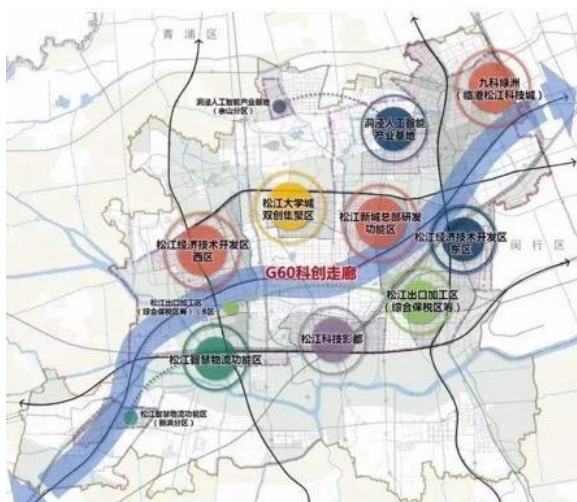 青浦区
九科绿洲
（临港松江科技城）
洞泾人工智能产业基地
（佘山分区）
洞泾人工智能
产业基地
松江大学城
双创集聚区
松江新城总部研发
功能区
松江经济技术开发区
西区
松江经济技术开发区
东区
闵行区
G60科创走廊
松江出口加工区
（综合保税区筹）（B区）
松江出口加工区
（综合保税区筹）
松江科技影都
松江智慧物流功能区
松江智慧物流功能区
（新浜分区）